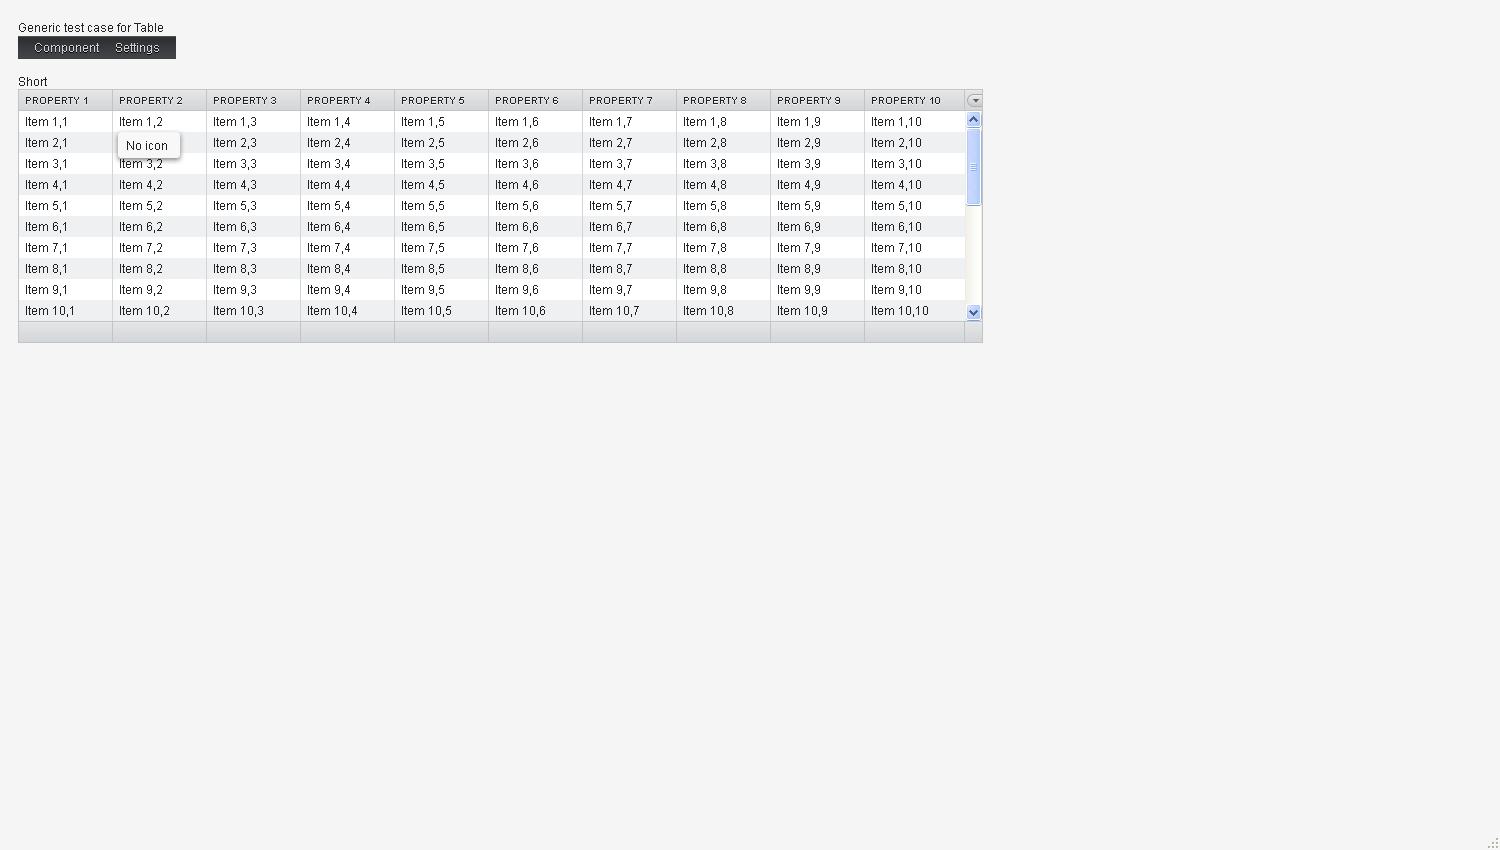 Generic test case for Table
Component Settings
Short
PROPERTY 1 PROPERTY 2 PROPERTY 3 PROPERTY 4 PROPERTY 5 PROPERTY 6 PROPERTY 7 PROPERTY 8 PROPERTY 9 PROPERTY 10
Item 1,1 Item 1,2 Item 1,3 Item 1,4 Item 1,5 Item 1,6 Item 1,7 Item 1,8 Item 1,9 Item 1,10
Item 2,1 Item 2,3 Item 2,4 Item 2,5 Item 2,6 Item 2,7 Item 2,8 Item 2,9 Item 2,10
No icon
Item 3,1 Item 3,2 Item 3,3 Item 3,4 Item 3,5 Item 3,6 Item 3,7 Item 3,8 Item 3,9 Item 3,10
Item 4,1 Item 4,2 Item 4,3 Item 4,4 Item 4,5 Item 4,6 Item 4,7 Item 4,8 Item 4,9 Item 4,10
Item 5,1 Item 5,2 Item 5,3 Item 5,4 Item 5,5 Item 5,6 Item 5,7 Item 5,8 Item 5,9 Item 5,10
Item 6,1 Item 6,2 Item 6,3 Item 6,4 Item 6,5 Item 6,6 Item 6,7 Item 6,8 Item 6,9 Item 6,10
Item 7,1 Item 7,2 Item 7,3 Item 7,4 Item 7,5 Item 7,6 Item 7,7 Item 7,8 Item 7,9 Item 7,10
Item 8,1 Item 8,2 Item 8,3 Item 8,4 Item 8,5 Item 8,6 Item 8,7 Item 8,8 Item 8,9 Item 8,10
Item 9,1 Item 9,2 Item 9,3 Item 9,4 Item 9,5 Item 9,6 Item 9,7 Item 9,8 Item 9,9 Item 9,10
Item 10,1 Item 10,2 Item 10,3 Item 10,4 Item 10,5 Item 10,6 Item 10,7 Item 10,8 Item 10,9 Item 10,10